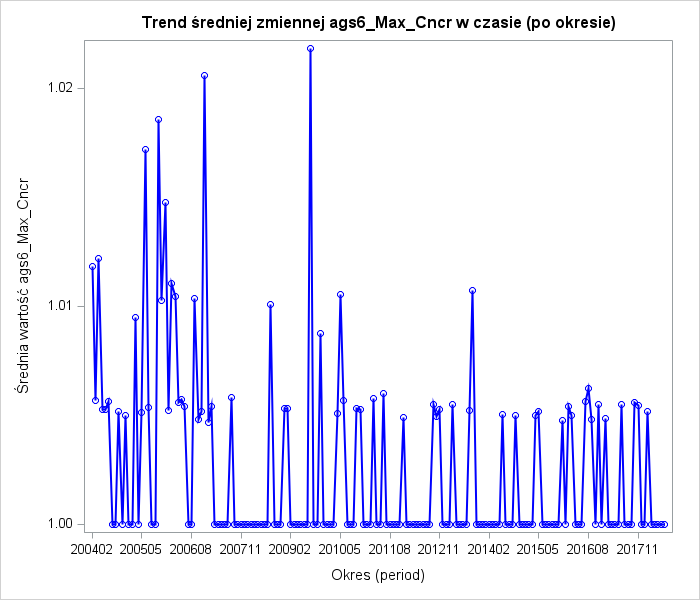 Trend średniej zmiennej ags6_Max_Cncr w czasie (po okresie)
Średnia wartość ags6_Max_Cncr
1.02
1.01
1.00
200402 200505 200608 200711 200902 201005 201108 201211 201402 201505 201608 201711
Okres (period)